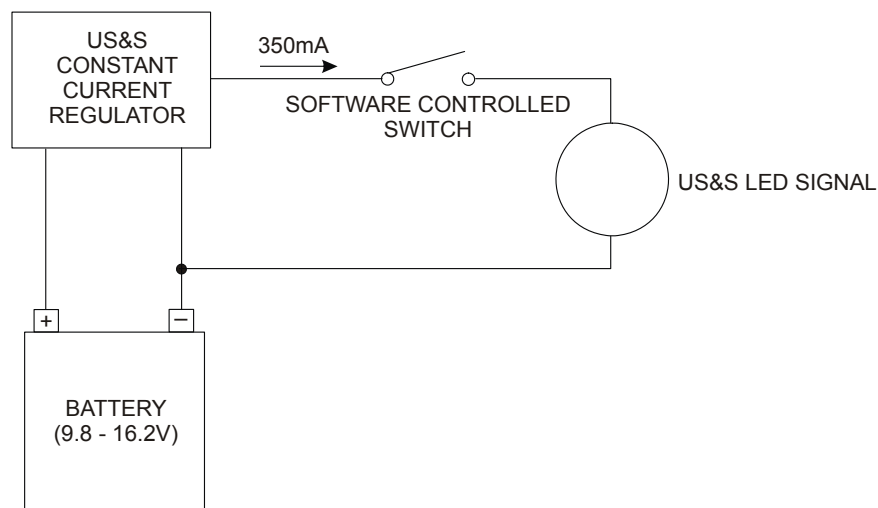 US&S
CONSTANT
CURRENT
REGULATOR
350mA
SOFTWARE CONTROLLED
SWITCH
US&S LED SIGNAL
+
−
BATTERY
(9.8 - 16.2V)